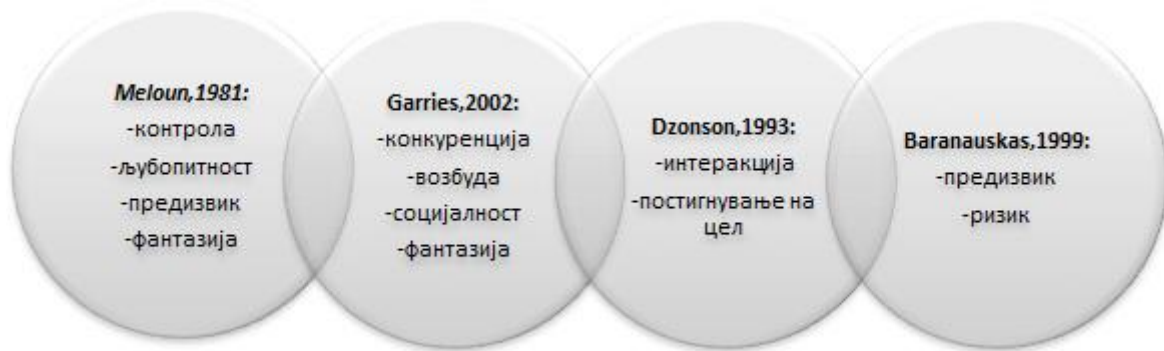 Meloun,1981:
-контрола
-љубопитност
-предизвик
-фантазија
Garries,2002:
-конкуренција
-возбуда
-социјалност
-фантазија
Dzonson,1993:
-интеракција
-постигнување на
цел
Baranauskas,1999:
-предизвик
-ризик